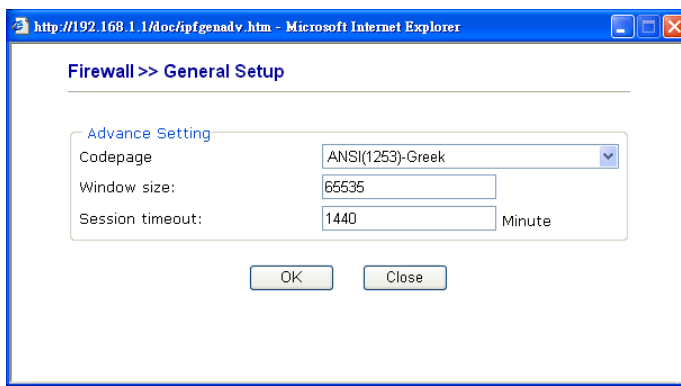 http://192.168.1.1/doc/ipfgenadv.htm - Microsoft Internet Explorer
Firewall >> General Setup
Advance Setting
Codepage ANSI(1253)-Greek
Window size: 65535
Session timeout: 1440 Minute
OK Close